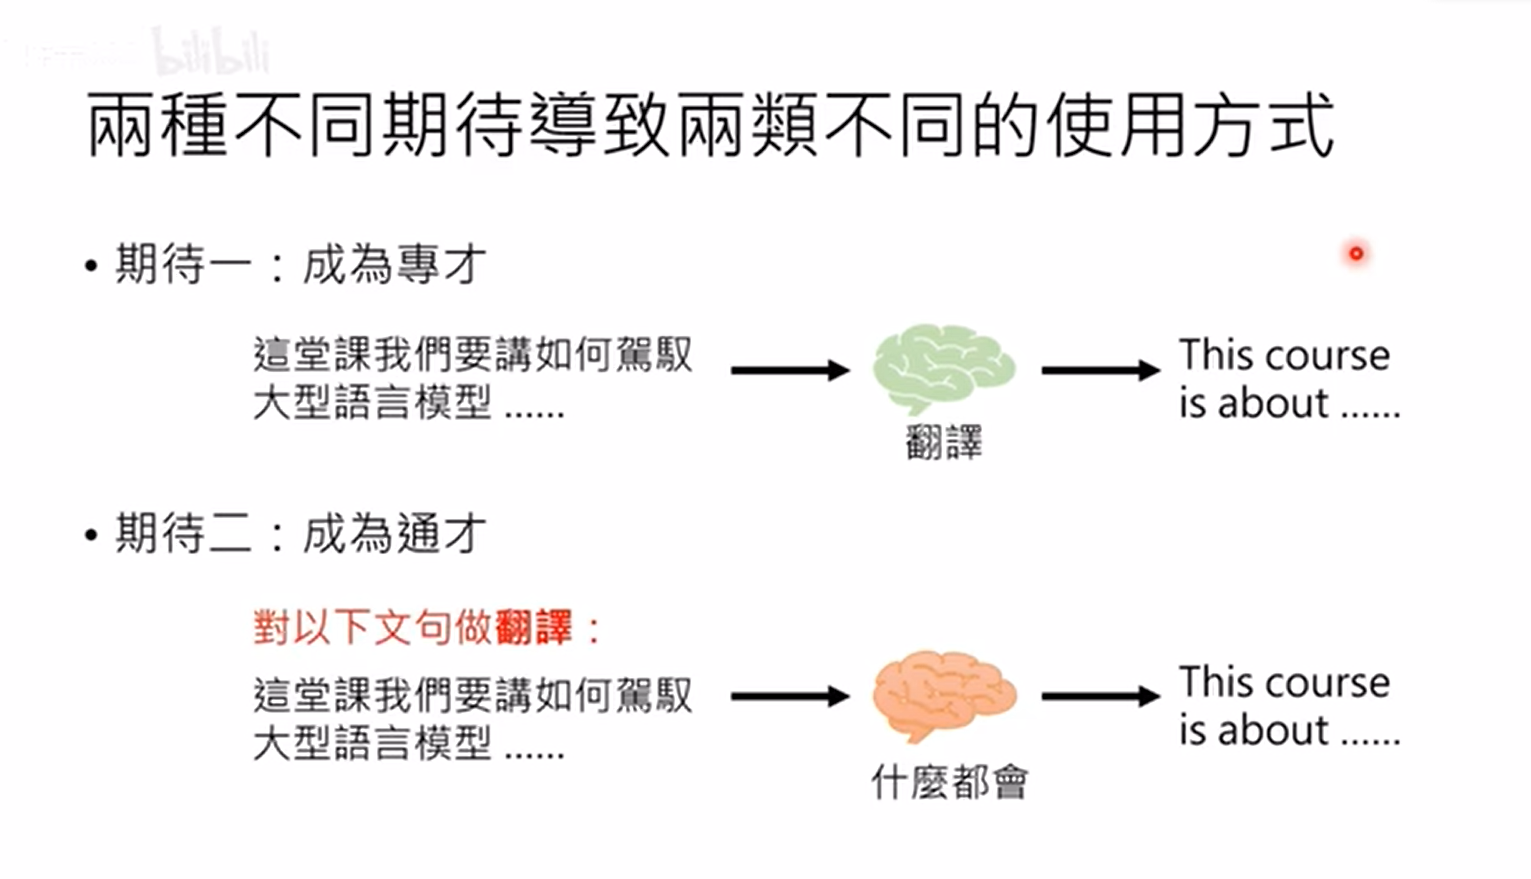 bilibili
兩種不同期待導致兩類不同的使用方式
• 期待一：成為專才
這堂課我們要講如何駕馭
大型語言模型 ......
翻譯
This course
is about ......
• 期待二：成為通才
對以下文句做翻譯：
這堂課我們要講如何駕馭
大型語言模型 ......
什麼都會
This course
is about ......